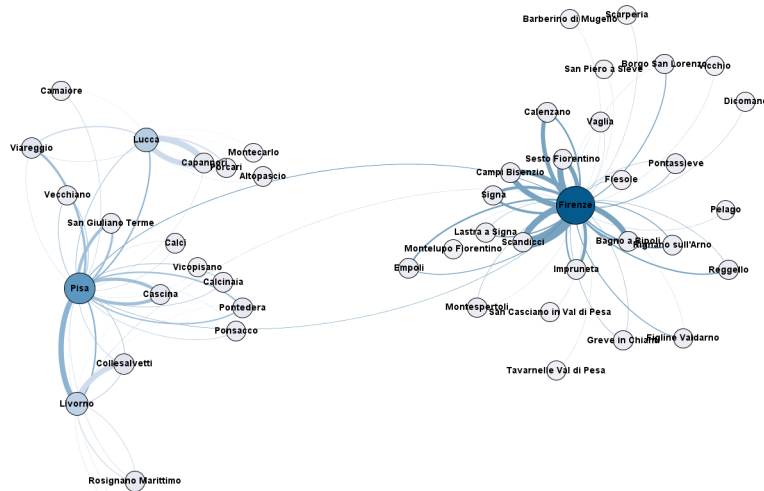 Scarperia
Barberino di Mugello
San Piero a Sieve
Borgo San Lorenzo
Vicchio
Camaiore
Dicomano
Calenzano
Vaglia
Lucca
Viareggio
Montecarlo
Capannori
Porcari
Altopascio
Sesto Fiorentino
Pontassieve
Campi Bisenzio
Fiesole
Vecchiano
Signa
Firenze
San Giuliano Terme
Pelago
Lastra a Signa
Scandicci
Bagno a Ripoli
Rignano sull'Arno
Calci
Montelupo Fiorentino
Vicopisano
Empoli
Impruneta
Reggello
Calcinaia
Pisa
Cascina
Pontedera
Montespertoli
San Casciano in Val di Pesa
Ponsacco
Greve in Chianti
Figline Valdarno
Collesalvetti
Tavarnelle Val di Pesa
Livorno
Rosignano Marittimo